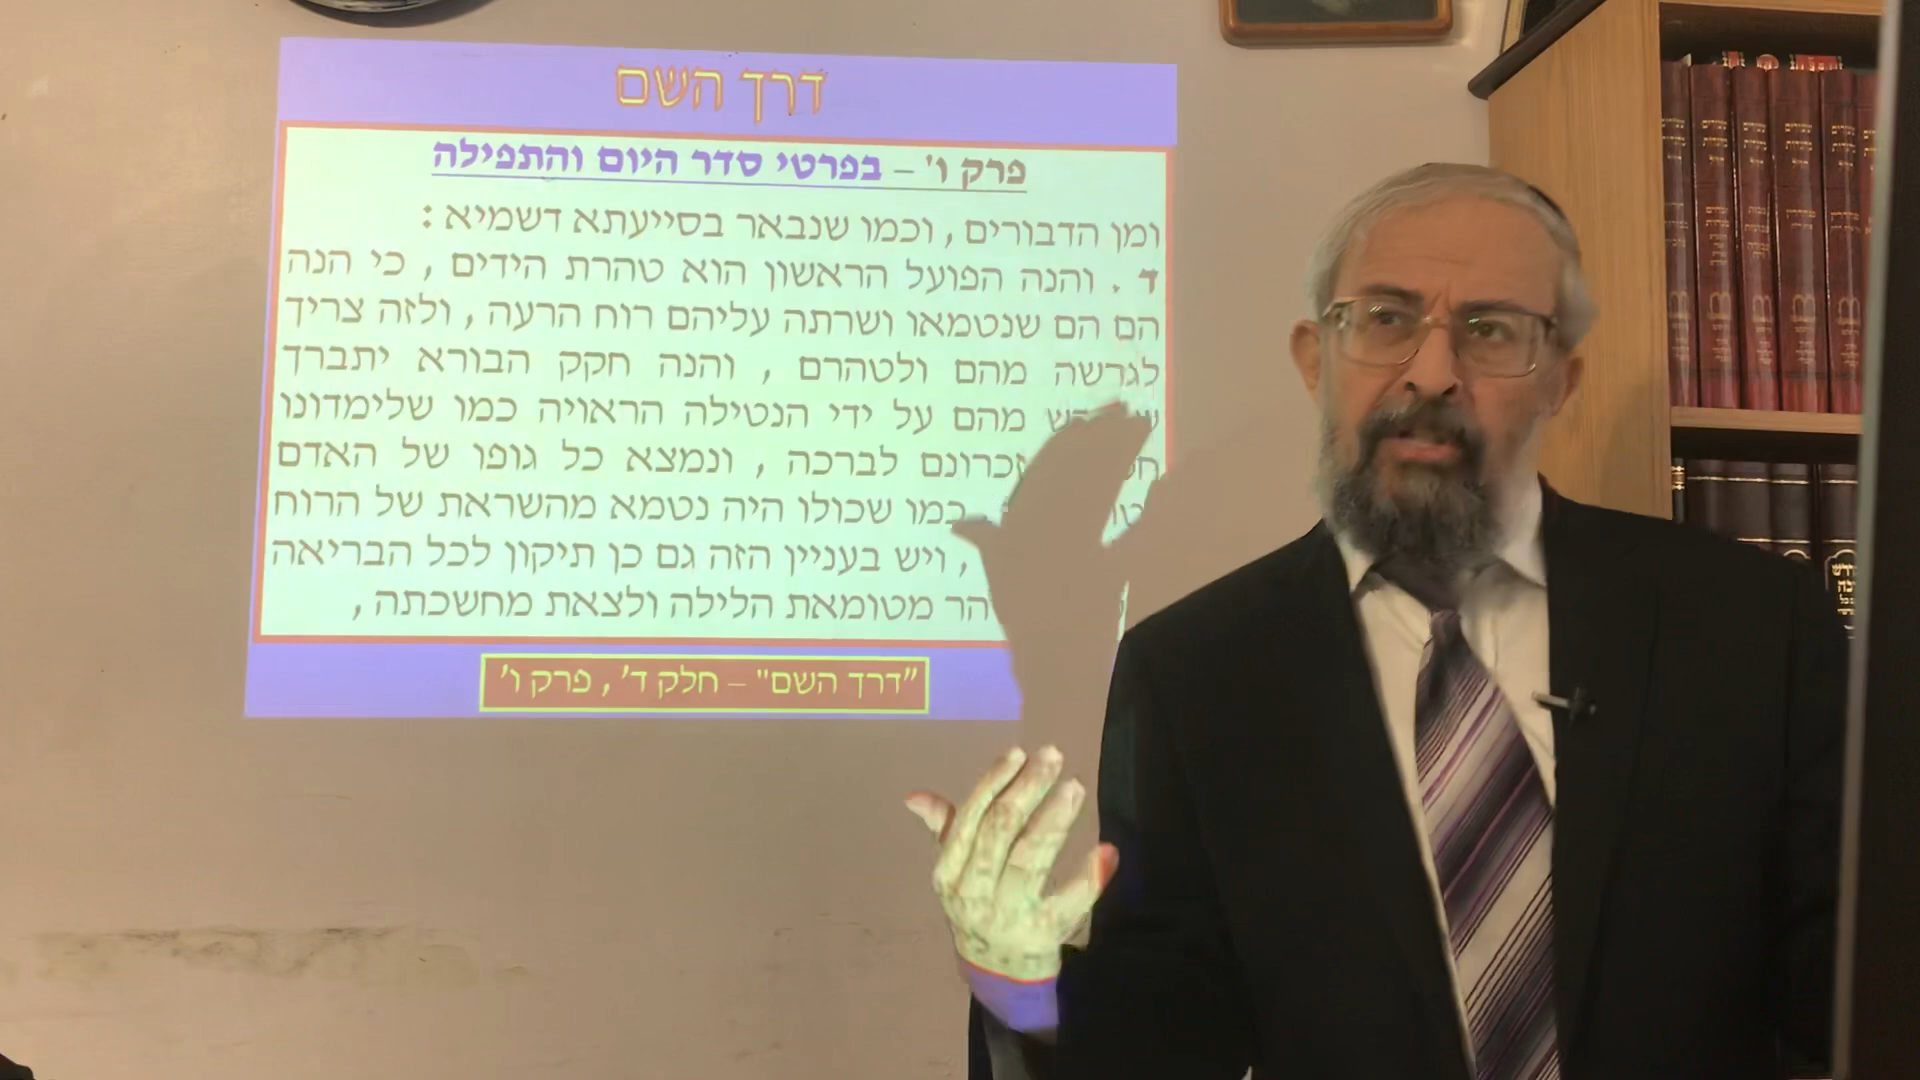 דרך השם
פרק ו' – בפרטי סדר היום והתפילה
ומן הדבורים , וכמו שנבאר בסייעתא דשמיא :
ד . והנה הפועל הראשון הוא טהרת הידים , כי הנה
הם הם שנטמאו ושרתה עליהם רוח הרעה , ולזה צריך
לגרשה מהם ולטהרם , והנה חקק הבורא יתברך
מהם על ידי הנטילה הראויה כמו שלימדונו
זכרונם לברכה , ונמצא כל גופו של האדם
כמו שכולו היה נטמא מהשראת של הרוח
, ויש בעניין הזה גם כן תיקון לכל הבריאה
מטומאת הלילה ולצאת מחשכתה ,
"דרך השם" – חלק ד' , פרק ו'